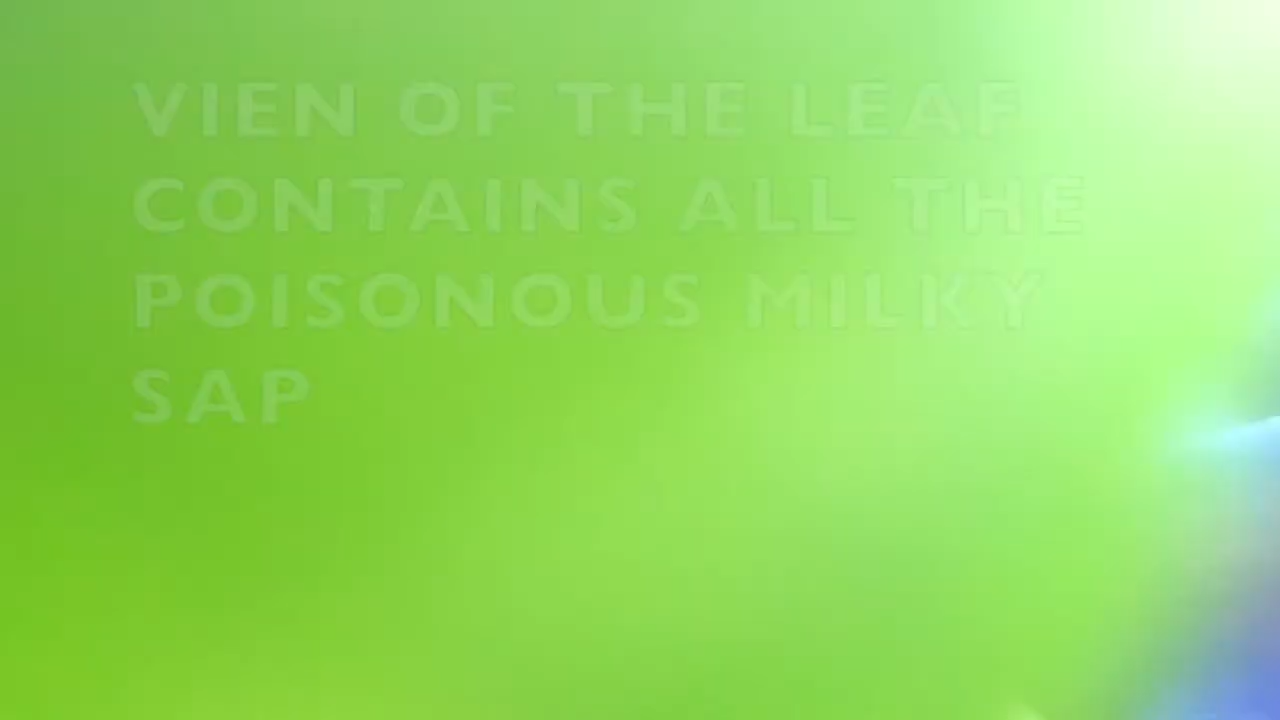 VIEN OF THE LEAF
CONTAINS ALL THE
POISONOUS MILKY
SAP